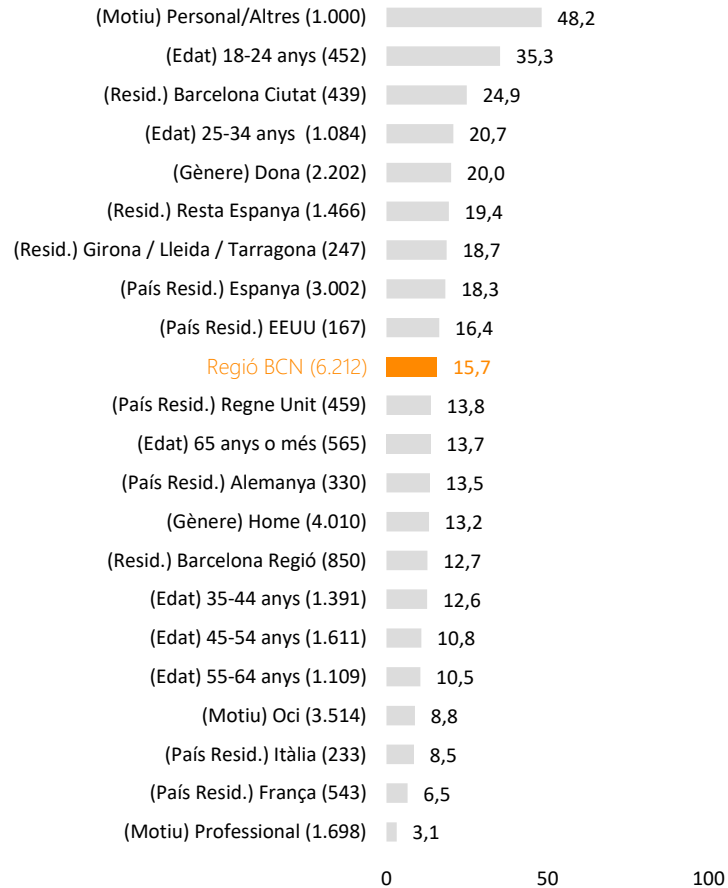 (Motiu) Personal/Altres (1.000) 48,2
(Edat) 18-24 anys (452) 35,3
(Resid.) Barcelona Ciutat (439) 24,9
(Edat) 25-34 anys (1.084) 20,7
(Gènere) Dona (2.202) 20,0
(Resid.) Resta Espanya (1.466) 19,4
(Resid.) Girona / Lleida / Tarragona (247) 18,7
(País Resid.) Espanya (3.002) 18,3
(País Resid.) EEUU (167) 16,4
Regió BCN (6.212) 15,7
(País Resid.) Regne Unit (459) 13,8
(Edat) 65 anys o més (565) 13,7
(País Resid.) Alemanya (330) 13,5
(Gènere) Home (4.010) 13,2
(Resid.) Barcelona Regió (850) 12,7
(Edat) 35-44 anys (1.391) 12,6
(Edat) 45-54 anys (1.611) 10,8
(Edat) 55-64 anys (1.109) 10,5
(Motiu) Oci (3.514) 8,8
(País Resid.) Itàlia (233) 8,5
(País Resid.) França (543) 6,5
(Motiu) Professional (1.698) 3,1
0 50 100